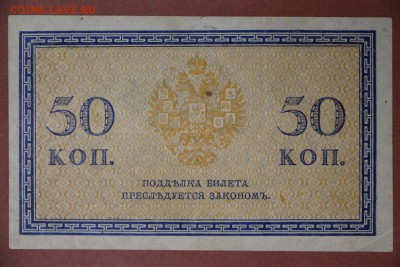 COINS.LAVE.RU
50 50
КОП. КОП.
ПОДДѢЛКА БИЛЕТА
ПРЕСЛѢДУЕТСЯ ЗАКОНОМЪ.